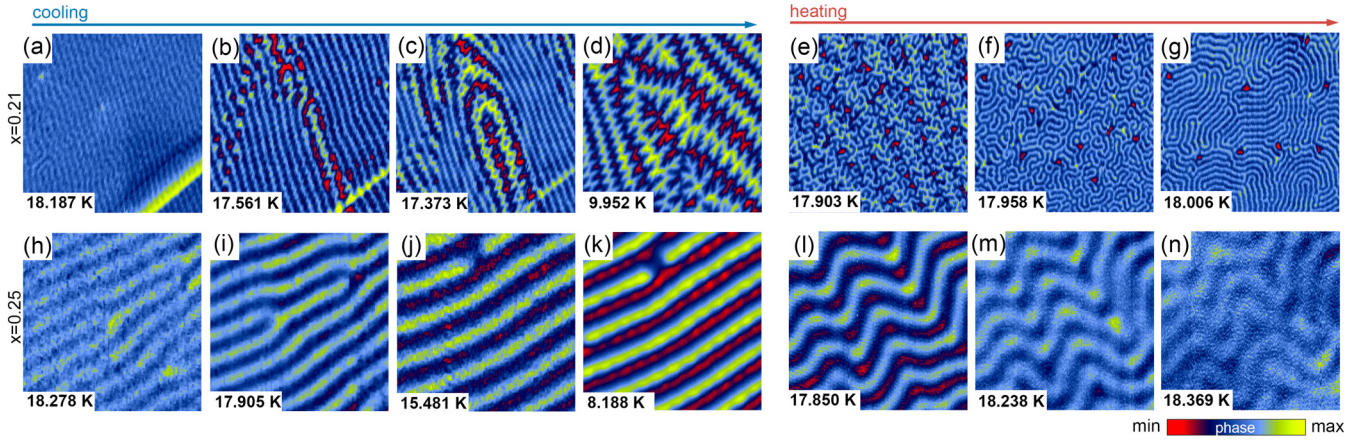 cooling
heating
(a)
(b)
(c)
(d)
(e)
(f)
(g)
x=0.21
18.187 K
17.561 K
17.373 K
9.952 K
17.903 K
17.958 K
18.006 K
(h)
(i)
(j)
(k)
(l)
(m)
(n)
x=0.25
18.278 K
17.905 K
15.481 K
8.188 K
17.850 K
18.238 K
18.369 K
min phase max